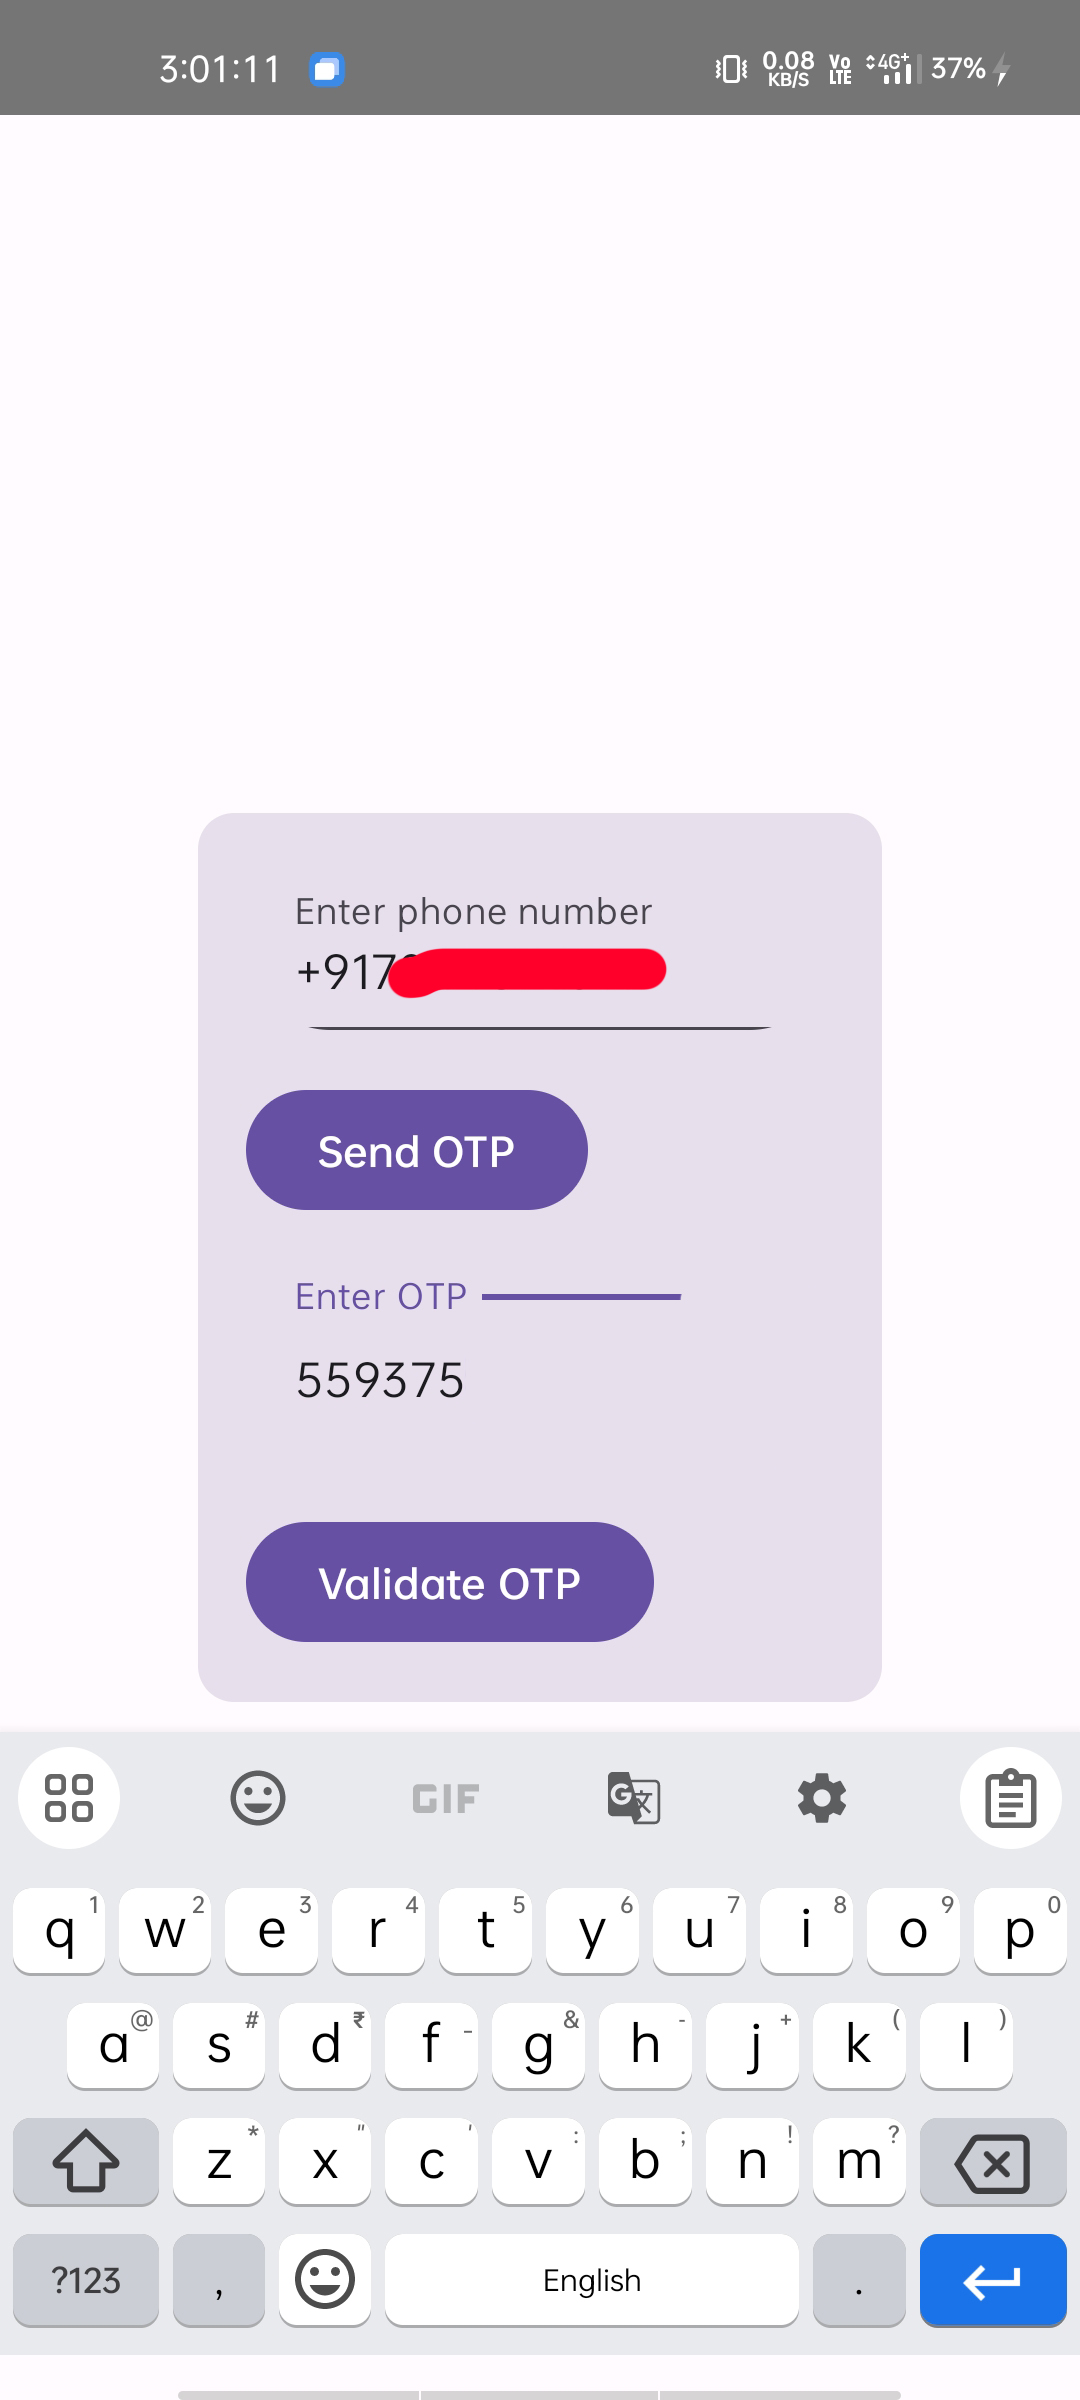 3:01:11 0.08 KB/S Vo LTE 4G+ 37%
Enter phone number
+917
Send OTP
Enter OTP
559375
Validate OTP
GIF G 文
q 1 w 2 e 3 r 4 t 5 y 6 u 7 i 8 o 9 p 0
a @ s # d ₹ f _ g & h - j + k ( l )
z * x " c ' v : b ; n ! m ?
?123 , English .